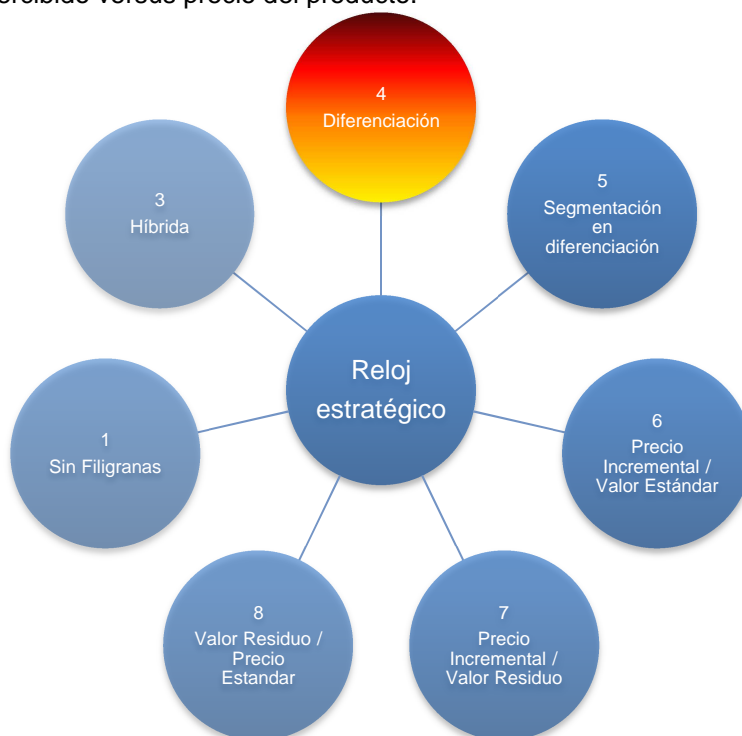 versus precio del producto.
4
Diferenciación
3
Híbrida
5
Segmentación
en
diferenciación
Reloj
estratégico
1
Sin Filigranas
6
Precio
Incremental /
Valor Estándar
8
Valor Residuo /
Precio
Estandar
7
Precio
Incremental /
Valor Residuo